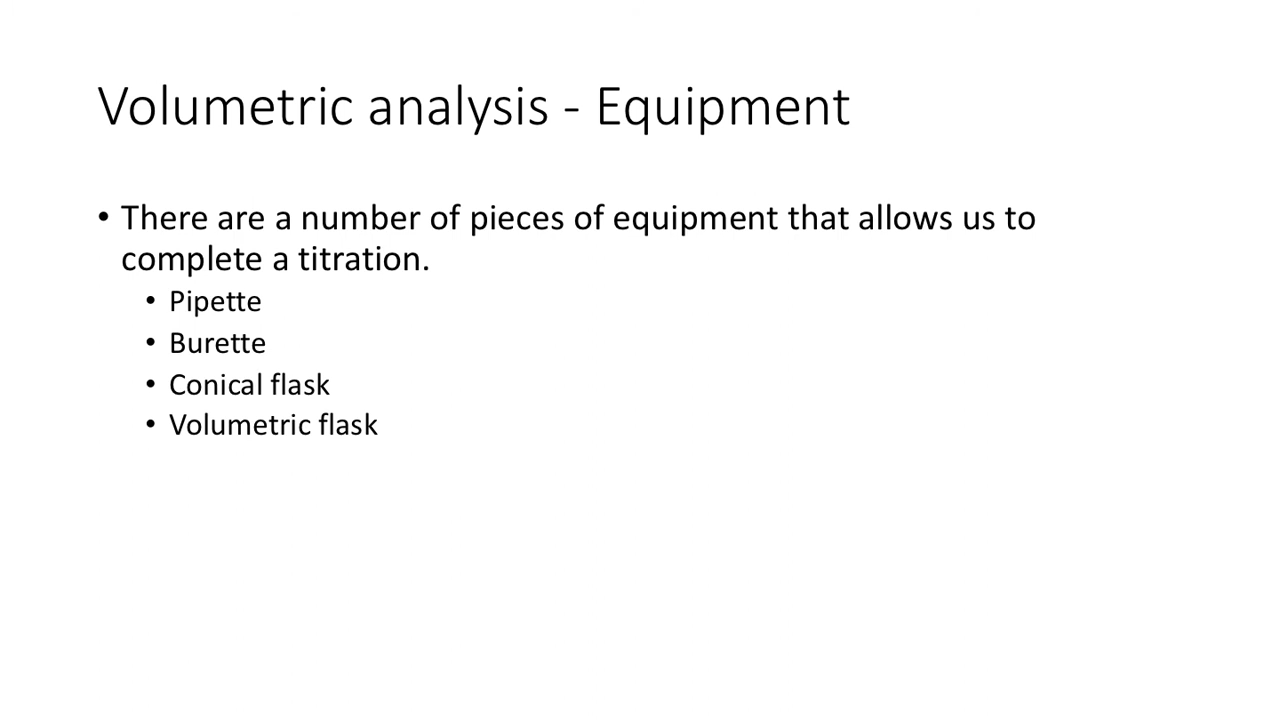 Volumetric analysis - Equipment
• There are a number of pieces of equipment that allows us to
complete a titration.
• Pipette
• Burette
• Conical flask
• Volumetric flask